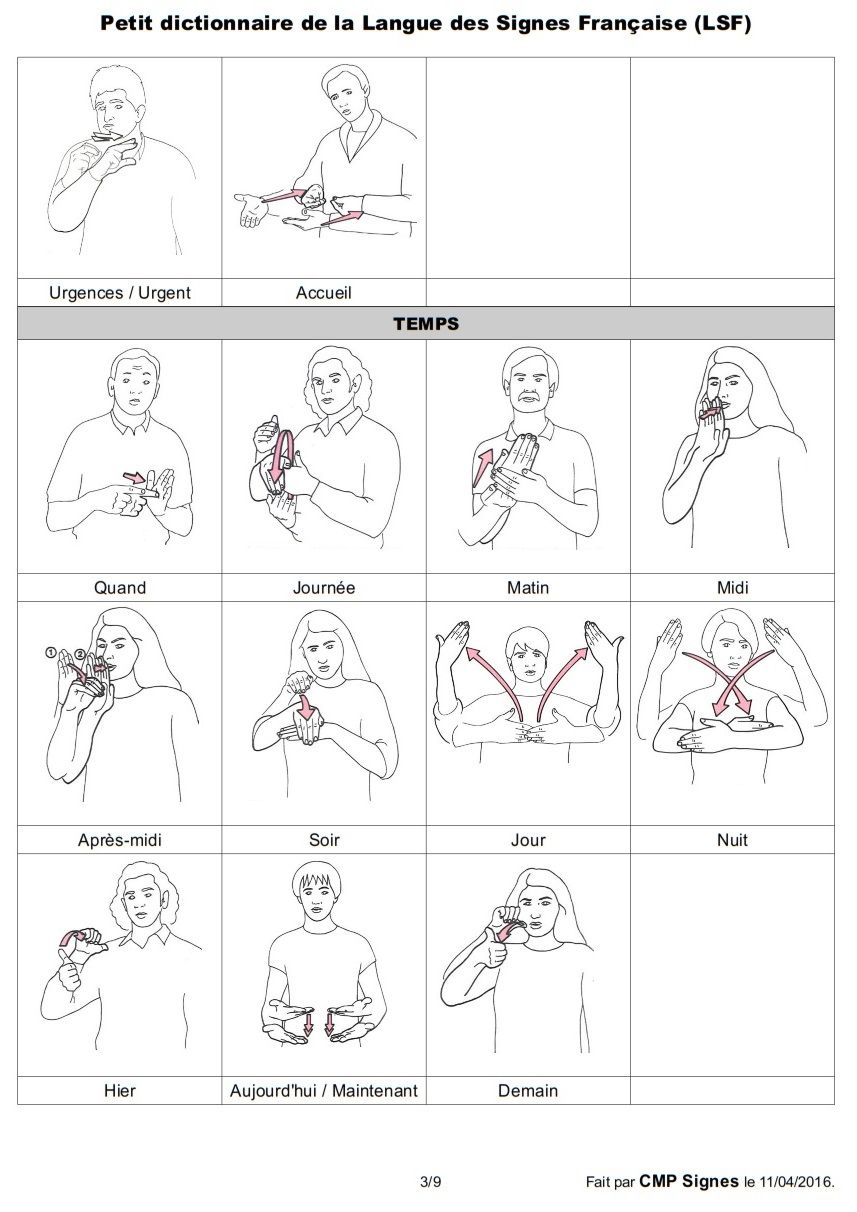 Petit dictionnaire de la Langue des Signes Française (LSF)
Urgences / Urgent
Accueil
TEMPS
Quand
Journée
Matin
Midi
① ②
Après-midi
Soir
Jour
Nuit
Hier
Aujourd'hui / Maintenant
Demain
3/9
Fait par CMP Signes le 11/04/2016.